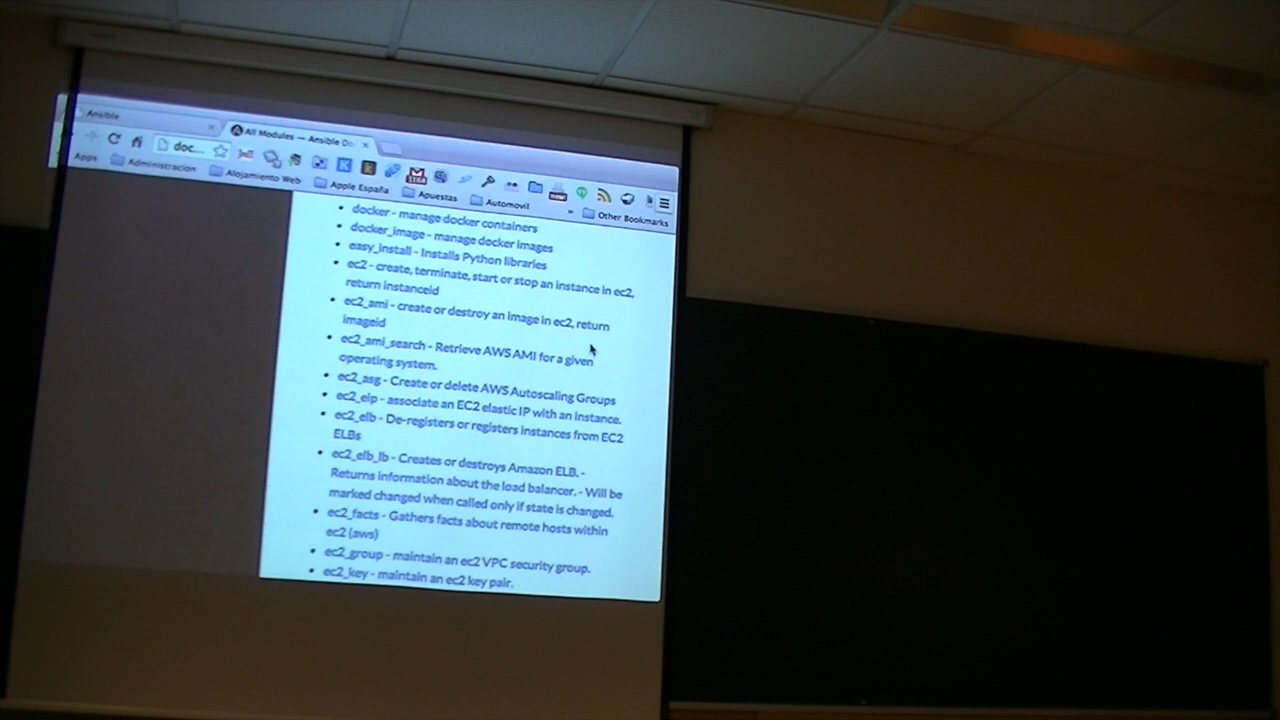 Ansible
All Modules — Ansible Do
doc...
Apps
Administracion
Alojamiento Web
Apple España
Apuestas
Automovil
»
Other Bookmarks
• docker - manage docker containers
• docker_image - manage docker images
• easy_install - Installs Python libraries
• ec2 - create, terminate, start or stop an instance in ec2,
return instanceid
• ec2_ami - create or destroy an image in ec2, return
imageid
• ec2_ami_search - Retrieve AWS AMI for a given
operating system.
• ec2_asg - Create or delete AWS Autoscaling Groups
• ec2_eip - associate an EC2 elastic IP with an instance.
• ec2_elb - De-registers or registers instances from EC2
ELBs
• ec2_elb_lb - Creates or destroys Amazon ELB. -
Returns information about the load balancer. - Will be
marked changed when called only if state is changed.
• ec2_facts - Gathers facts about remote hosts within
ec2 (aws)
• ec2_group - maintain an ec2 VPC security group.
• ec2_key - maintain an ec2 key pair.